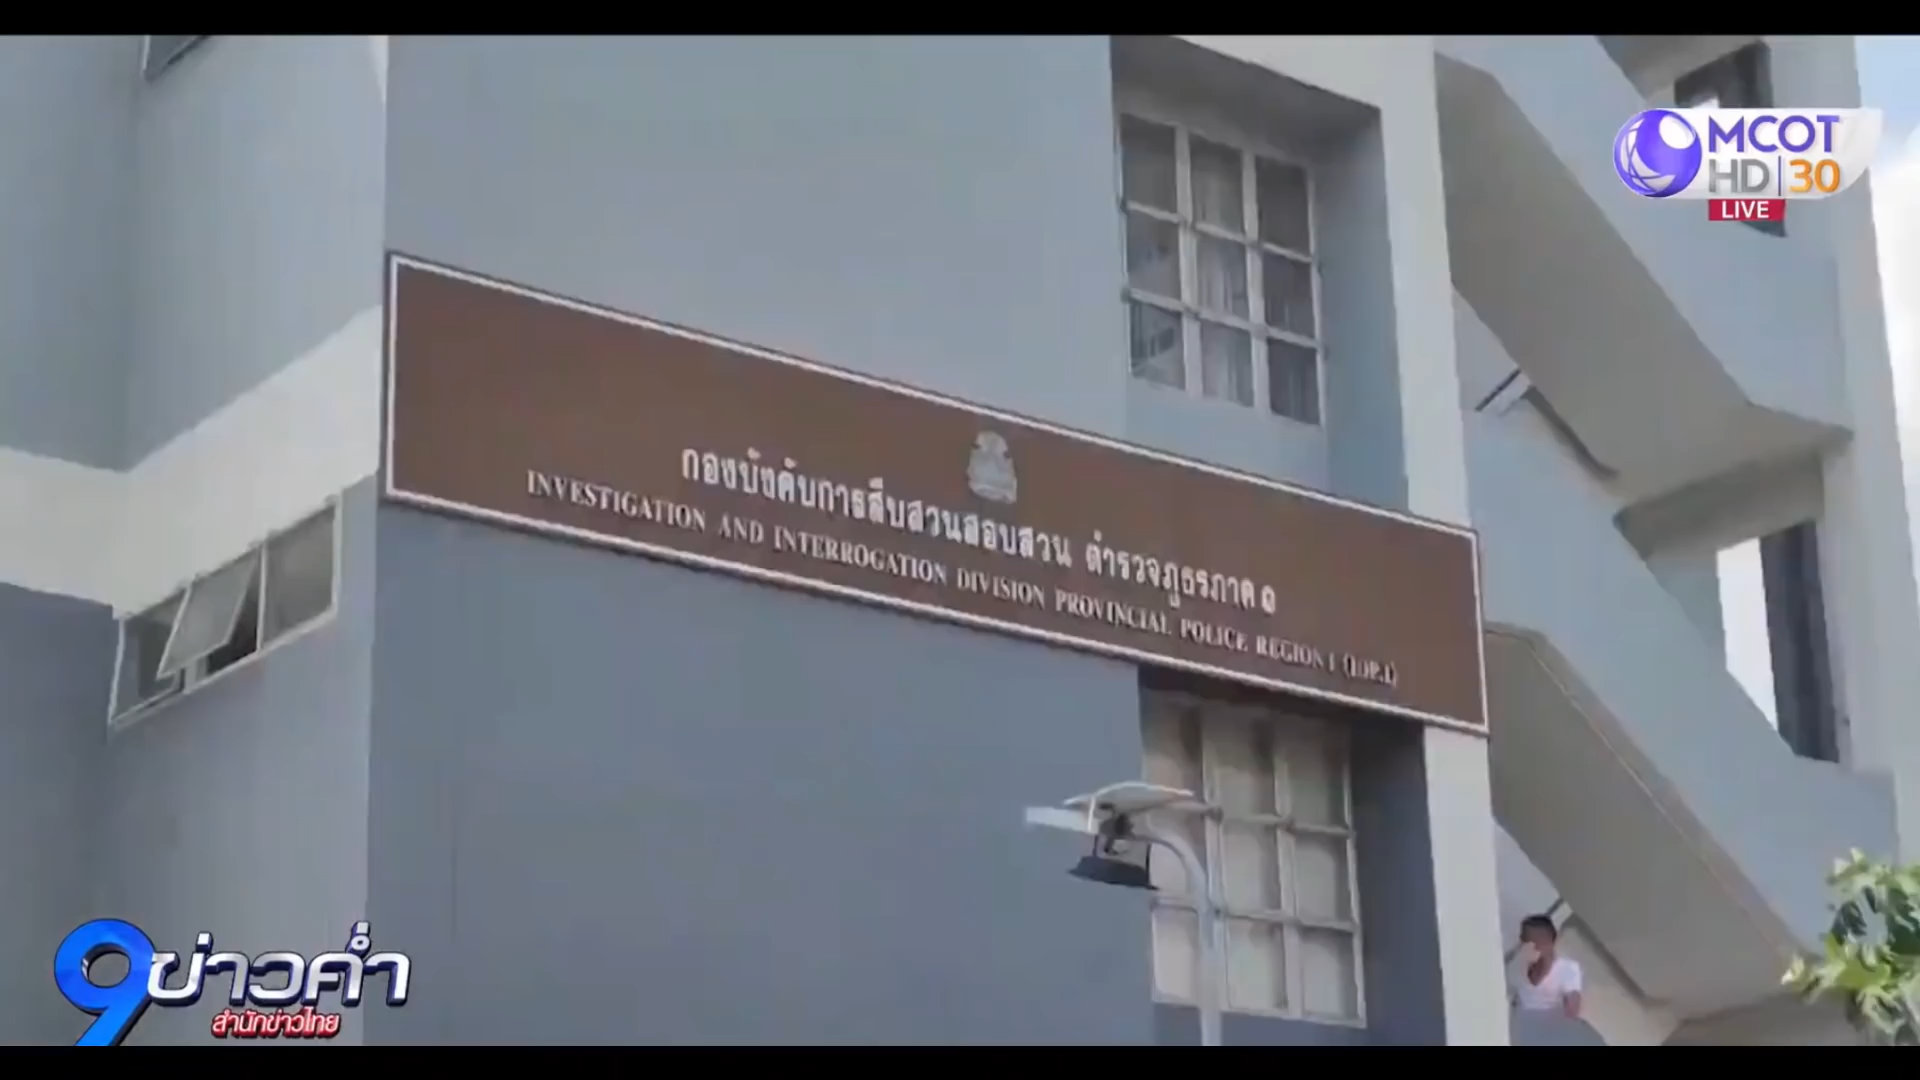 MCOT
HD 30
LIVE
กองบังคับการสืบสวนสอบสวน ตำรวจภูธรภาค ๑
INVESTIGATION AND INTERROGATION DIVISION PROVINCIAL POLICE REGION 1 (I.DP.1)
9 ข่าวค่ำ
สำนักข่าวไทย